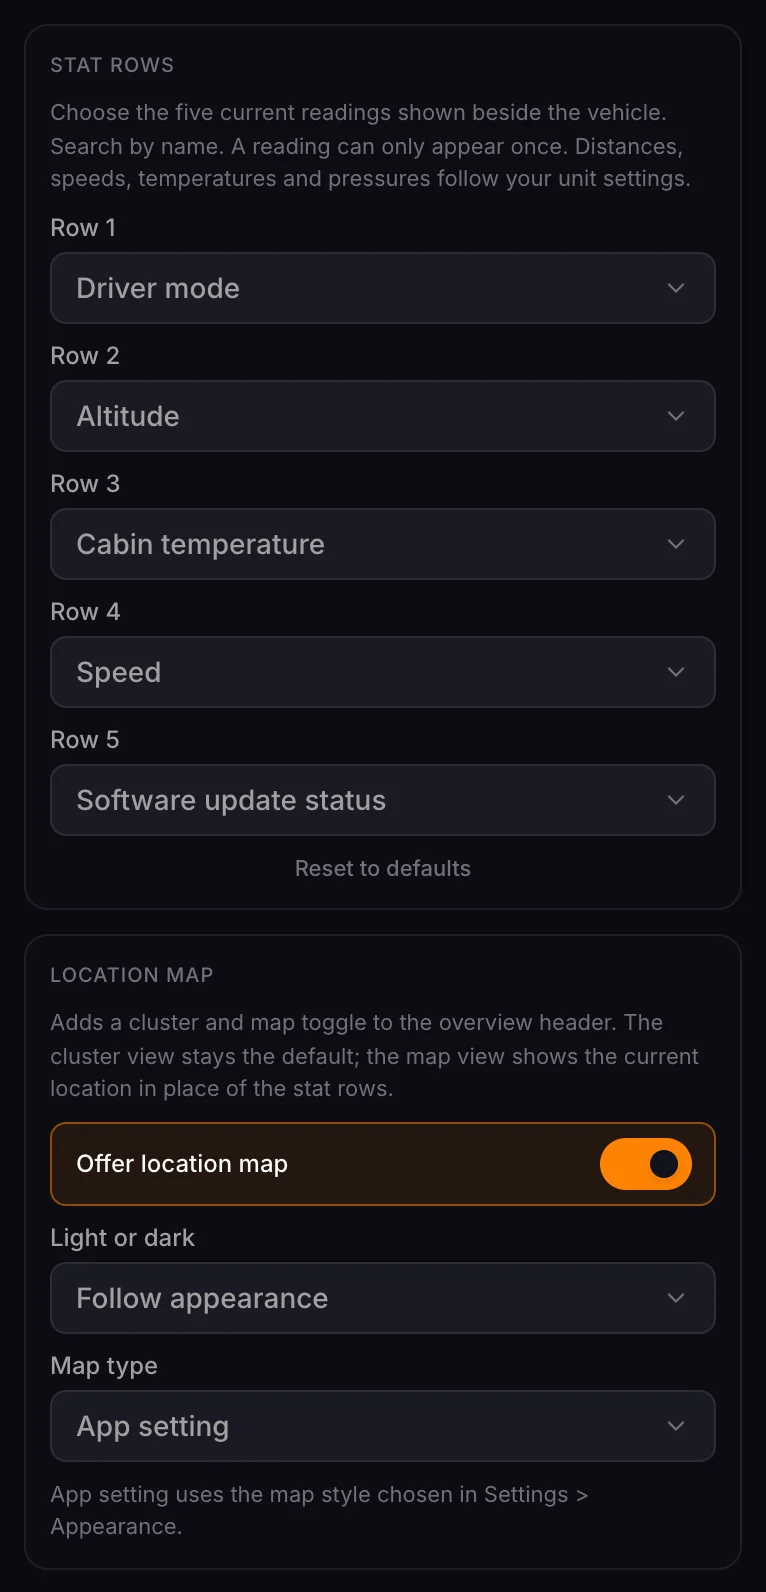 STAT ROWS
Choose the five current readings shown beside the vehicle.
Search by name. A reading can only appear once. Distances,
speeds, temperatures and pressures follow your unit settings.
Row 1
Driver mode
Row 2
Altitude
Row 3
Cabin temperature
Row 4
Speed
Row 5
Software update status
Reset to defaults
LOCATION MAP
Adds a cluster and map toggle to the overview header. The
cluster view stays the default; the map view shows the current
location in place of the stat rows.
Offer location map
Light or dark
Follow appearance
Map type
App setting
App setting uses the map style chosen in Settings >
Appearance.